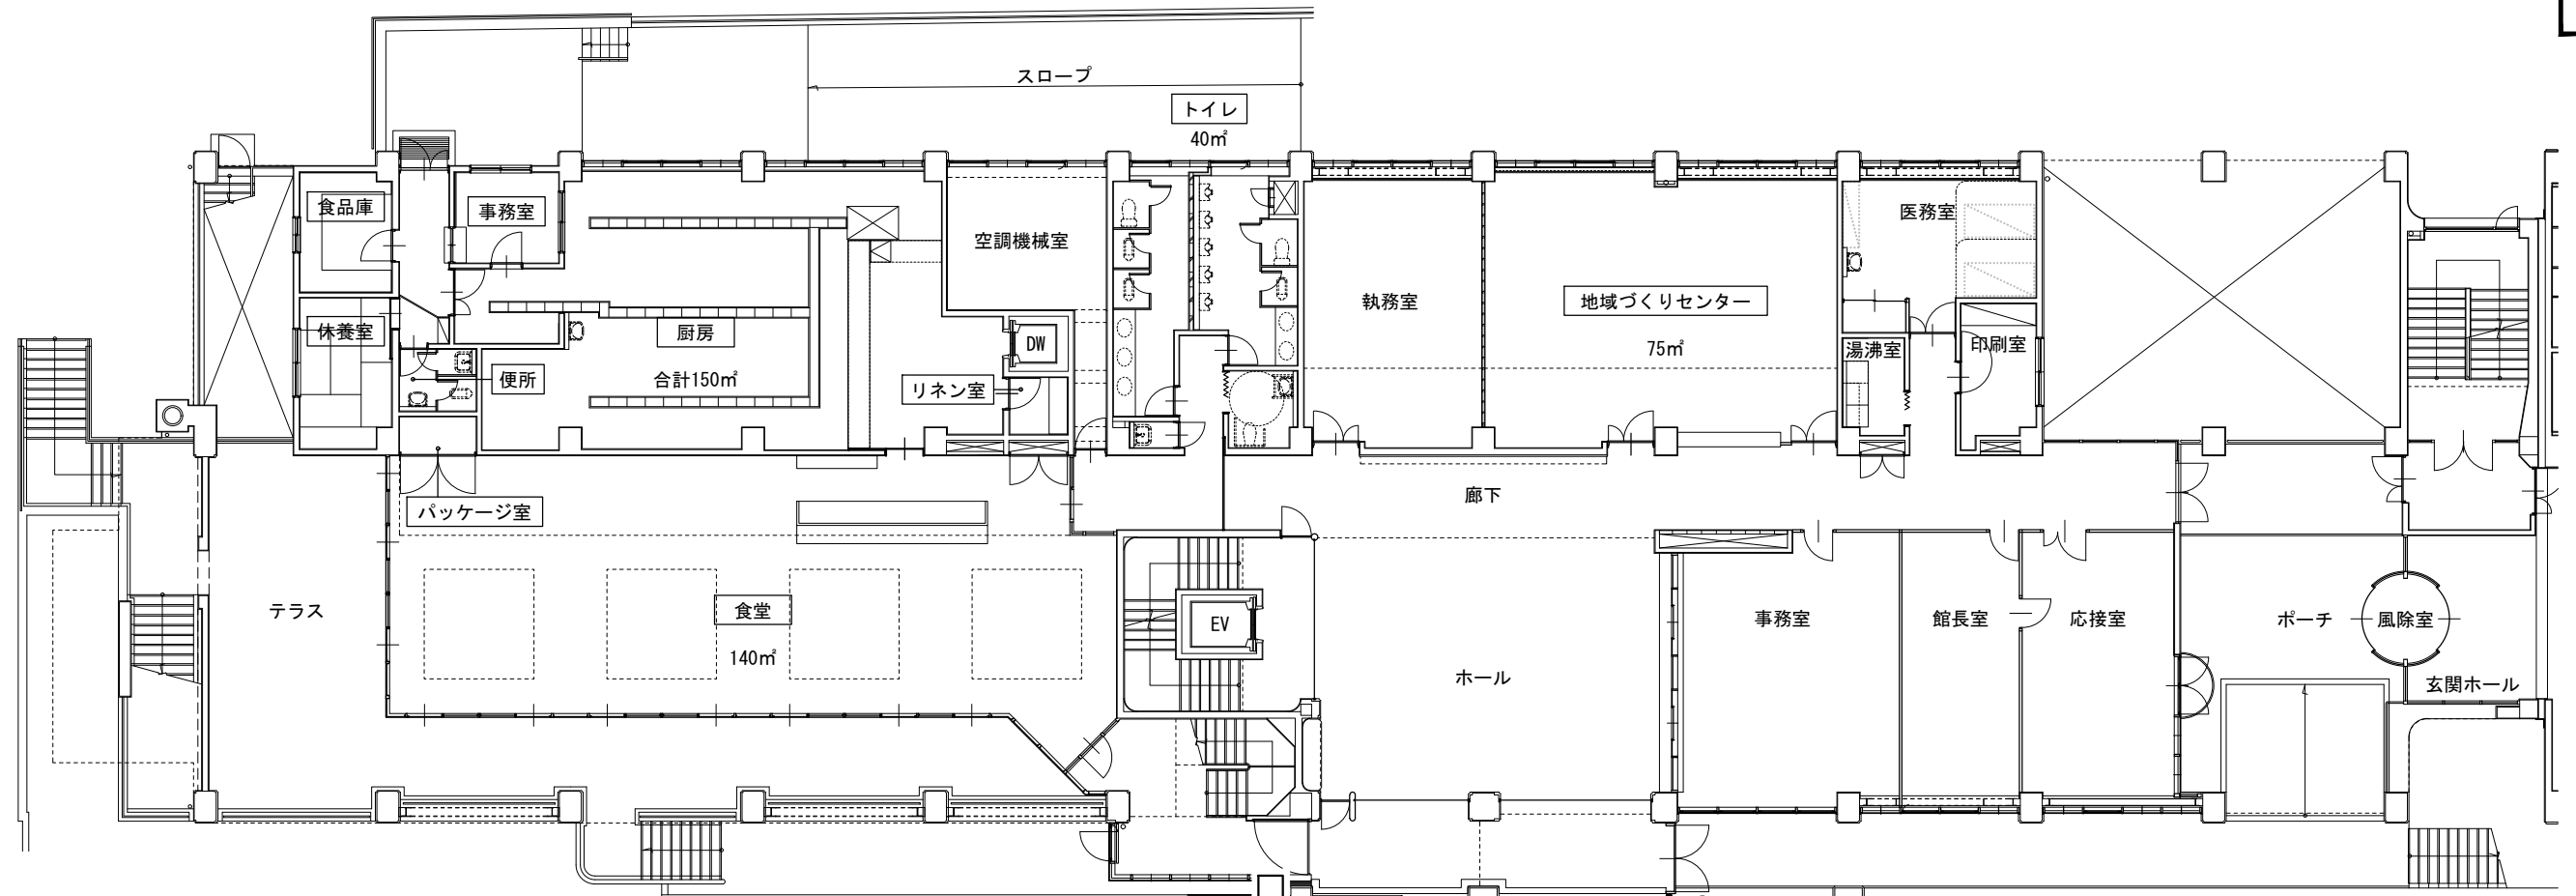 スロープ
トイレ
40㎡
食品庫
事務室
医務室
空調機械室
執務室
地域づくりセンター
休養室
厨房
DW
75㎡
湯沸室
印刷室
便所
合計150㎡
リネン室
パッケージ室
廊下
テラス
食堂
140㎡
EV
事務室
館長室
応接室
ポーチ
風除室
ホール
玄関ホール